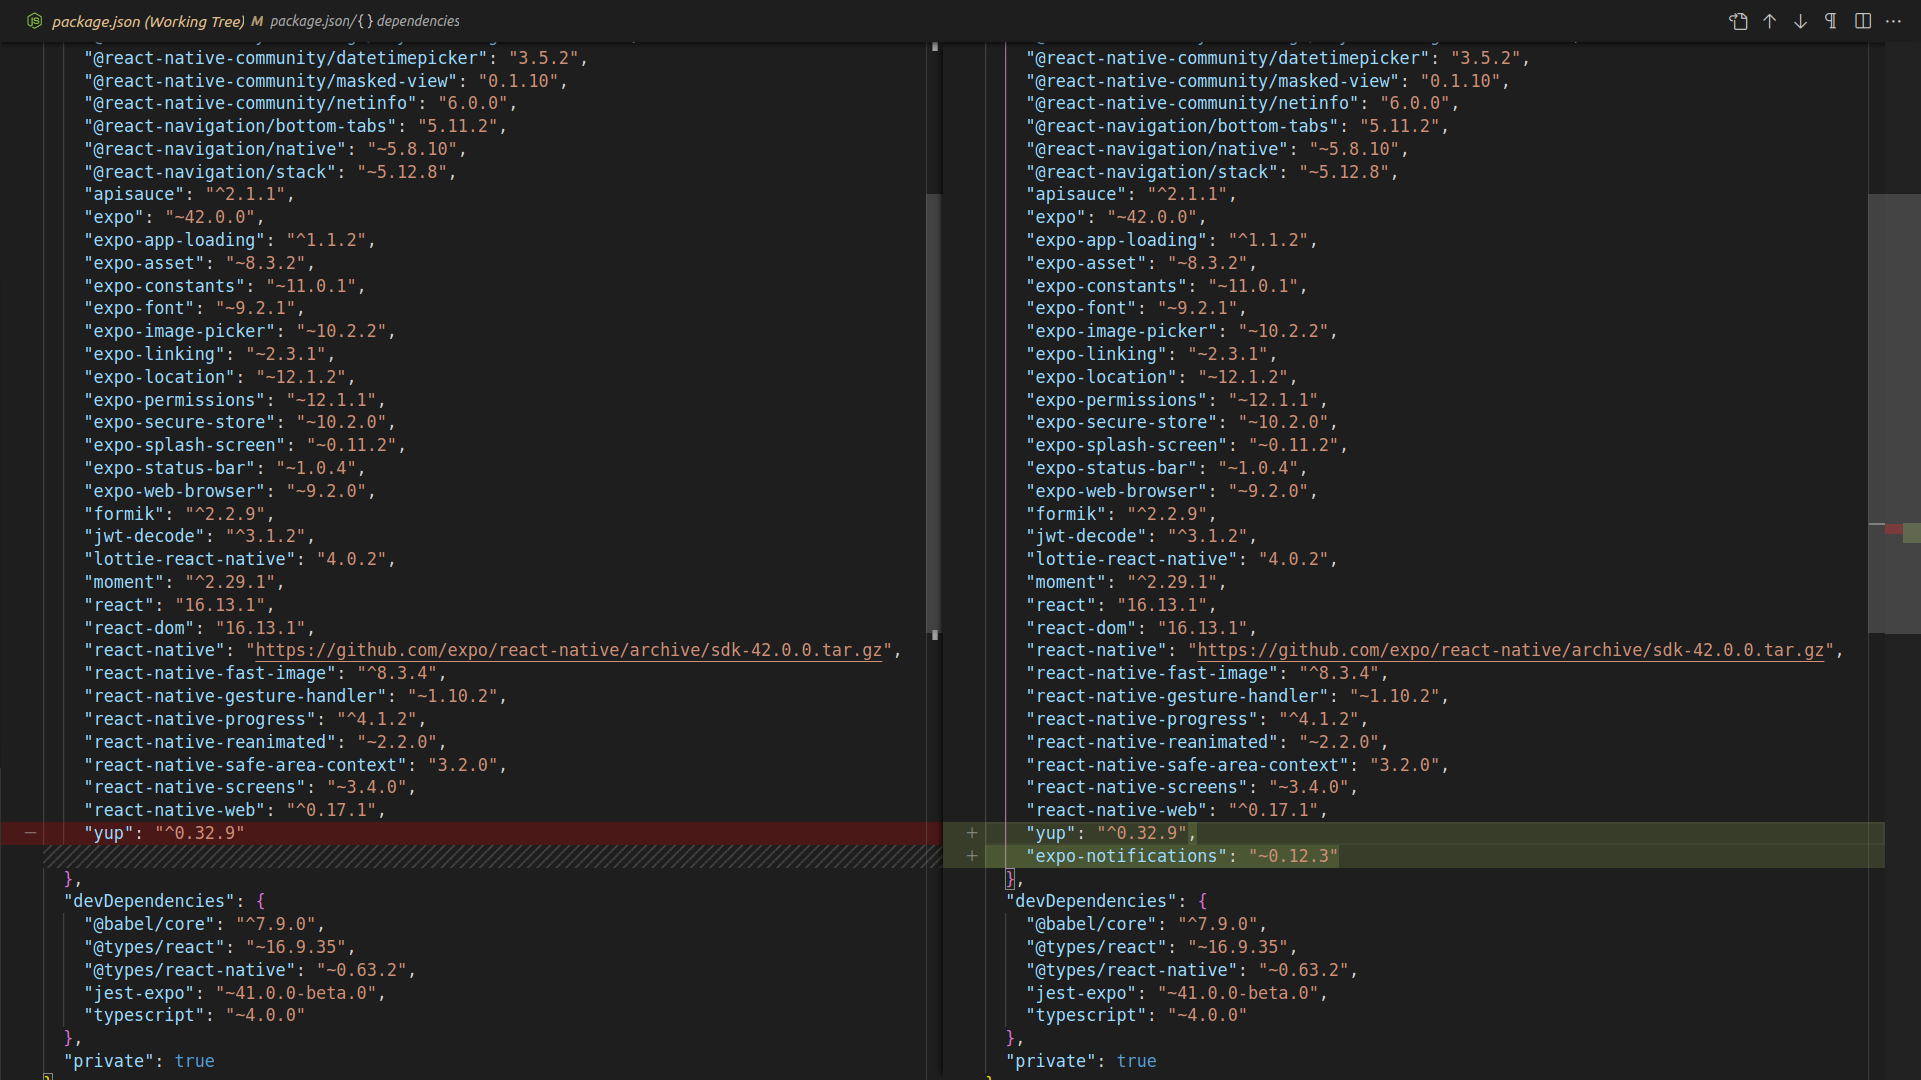 package.json (Working Tree) M package.json/{ } dependencies
"@react-native-community/datetimepicker": "3.5.2",
"@react-native-community/masked-view": "0.1.10",
"@react-native-community/netinfo": "6.0.0",
"@react-navigation/bottom-tabs": "5.11.2",
"@react-navigation/native": "~5.8.10",
"@react-navigation/stack": "~5.12.8",
"apisauce": "^2.1.1",
"expo": "~42.0.0",
"expo-app-loading": "^1.1.2",
"expo-asset": "~8.3.2",
"expo-constants": "~11.0.1",
"expo-font": "~9.2.1",
"expo-image-picker": "~10.2.2",
"expo-linking": "~2.3.1",
"expo-location": "~12.1.2",
"expo-permissions": "~12.1.1",
"expo-secure-store": "~10.2.0",
"expo-splash-screen": "~0.11.2",
"expo-status-bar": "~1.0.4",
"expo-web-browser": "~9.2.0",
"formik": "^2.2.9",
"jwt-decode": "^3.1.2",
"lottie-react-native": "4.0.2",
"moment": "^2.29.1",
"react": "16.13.1",
"react-dom": "16.13.1",
"react-native": "https://github.com/expo/react-native/archive/sdk-42.0.0.tar.gz",
"react-native-fast-image": "^8.3.4",
"react-native-gesture-handler": "~1.10.2",
"react-native-progress": "^4.1.2",
"react-native-reanimated": "~2.2.0",
"react-native-safe-area-context": "3.2.0",
"react-native-screens": "~3.4.0",
"react-native-web": "^0.17.1",
— "yup": "^0.32.9"
},
"devDependencies": {
"@babel/core": "^7.9.0",
"@types/react": "~16.9.35",
"@types/react-native": "~0.63.2",
"jest-expo": "~41.0.0-beta.0",
"typescript": "~4.0.0"
},
"private": true
}
"@react-native-community/datetimepicker": "3.5.2",
"@react-native-community/masked-view": "0.1.10",
"@react-native-community/netinfo": "6.0.0",
"@react-navigation/bottom-tabs": "5.11.2",
"@react-navigation/native": "~5.8.10",
"@react-navigation/stack": "~5.12.8",
"apisauce": "^2.1.1",
"expo": "~42.0.0",
"expo-app-loading": "^1.1.2",
"expo-asset": "~8.3.2",
"expo-constants": "~11.0.1",
"expo-font": "~9.2.1",
"expo-image-picker": "~10.2.2",
"expo-linking": "~2.3.1",
"expo-location": "~12.1.2",
"expo-permissions": "~12.1.1",
"expo-secure-store": "~10.2.0",
"expo-splash-screen": "~0.11.2",
"expo-status-bar": "~1.0.4",
"expo-web-browser": "~9.2.0",
"formik": "^2.2.9",
"jwt-decode": "^3.1.2",
"lottie-react-native": "4.0.2",
"moment": "^2.29.1",
"react": "16.13.1",
"react-dom": "16.13.1",
"react-native": "https://github.com/expo/react-native/archive/sdk-42.0.0.tar.gz",
"react-native-fast-image": "^8.3.4",
"react-native-gesture-handler": "~1.10.2",
"react-native-progress": "^4.1.2",
"react-native-reanimated": "~2.2.0",
"react-native-safe-area-context": "3.2.0",
"react-native-screens": "~3.4.0",
"react-native-web": "^0.17.1",
+ "yup": "^0.32.9",
+ "expo-notifications": "~0.12.3"
},
"devDependencies": {
"@babel/core": "^7.9.0",
"@types/react": "~16.9.35",
"@types/react-native": "~0.63.2",
"jest-expo": "~41.0.0-beta.0",
"typescript": "~4.0.0"
},
"private": true